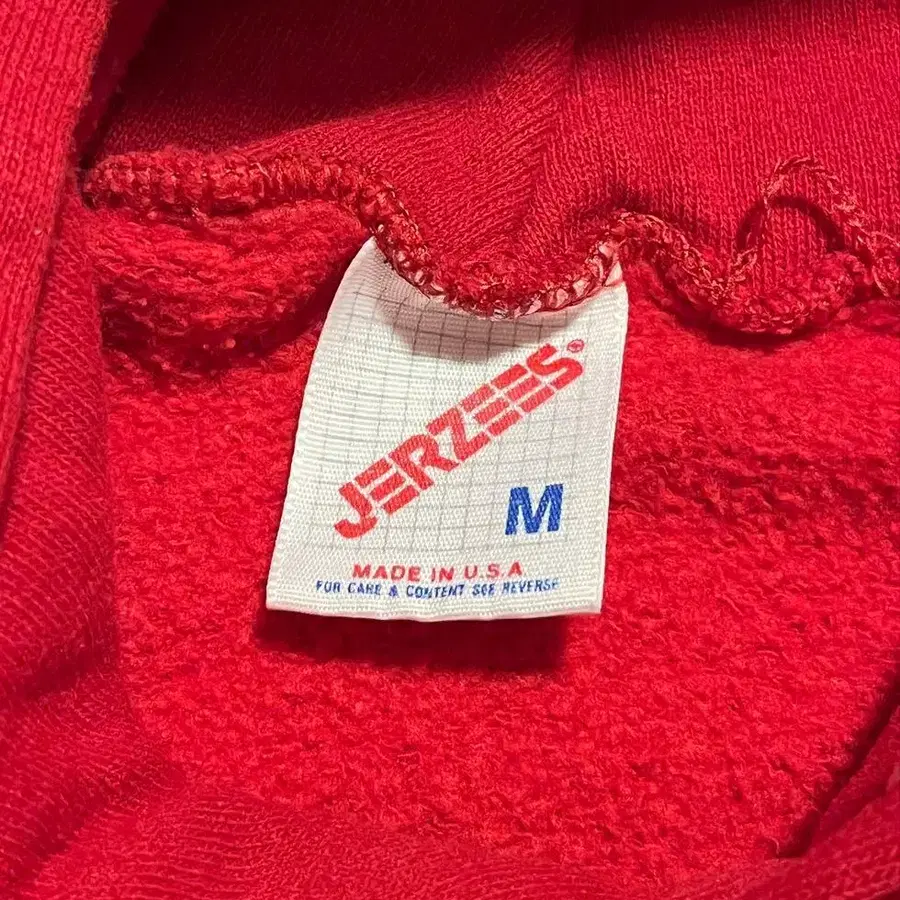 JERZEES®
M
MADE IN U.S.A
FOR CARE & CONTENT SEE REVERSE